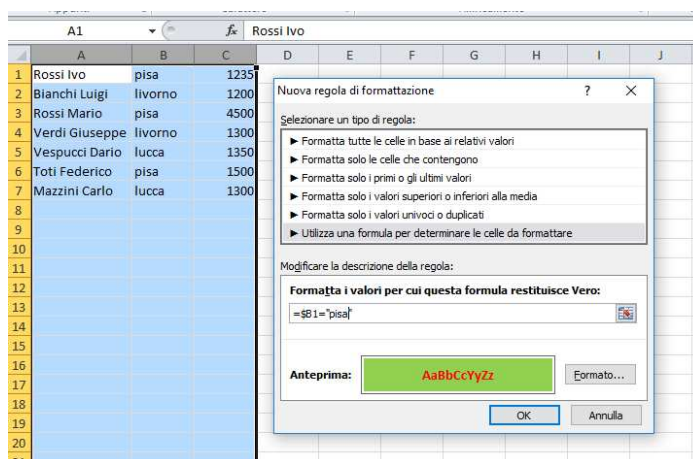 A1 fx Rossi Ivo
A B C D E F G H I J
1 Rossi Ivo pisa 1235
2 Bianchi Luigi livorno 1200
3 Rossi Mario pisa 4500
4 Verdi Giuseppe livorno 1300
5 Vespucci Dario lucca 1350
6 Toti Federico pisa 1500
7 Mazzini Carlo lucca 1300
8
9
10
11
12
13
14
15
16
17
18
19
20
Nuova regola di formattazione ? X
Selezionare un tipo di regola:
► Formatta tutte le celle in base ai relativi valori
► Formatta solo le celle che contengono
► Formatta solo i primi o gli ultimi valori
► Formatta solo i valori superiori o inferiori alla media
► Formatta solo i valori univoci o duplicati
► Utilizza una formula per determinare le celle da formattare
Modificare la descrizione della regola:
Formatta i valori per cui questa formula restituisce Vero:
=$B1="pisa"
Anteprima: AaBbCcYyZz Formato...
OK Annulla